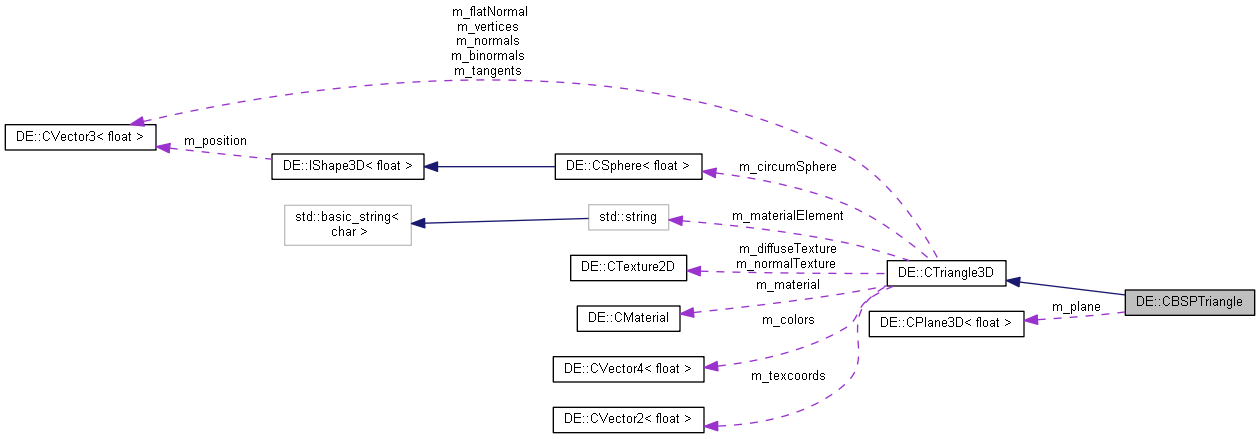 m_flatNormal
m_vertices
m_normals
m_binormals
m_tangents
DE::CVector3< float >
m_position
DE::IShape3D< float >
DE::CSphere< float >
m_circumSphere
std::basic_string<
char >
std::string
m_materialElement
DE::CTexture2D
m_diffuseTexture
m_normalTexture
DE::CTriangle3D
m_material
DE::CMaterial
DE::CBSPTriangle
m_plane
DE::CPlane3D< float >
m_colors
DE::CVector4< float >
m_texcoords
DE::CVector2< float >